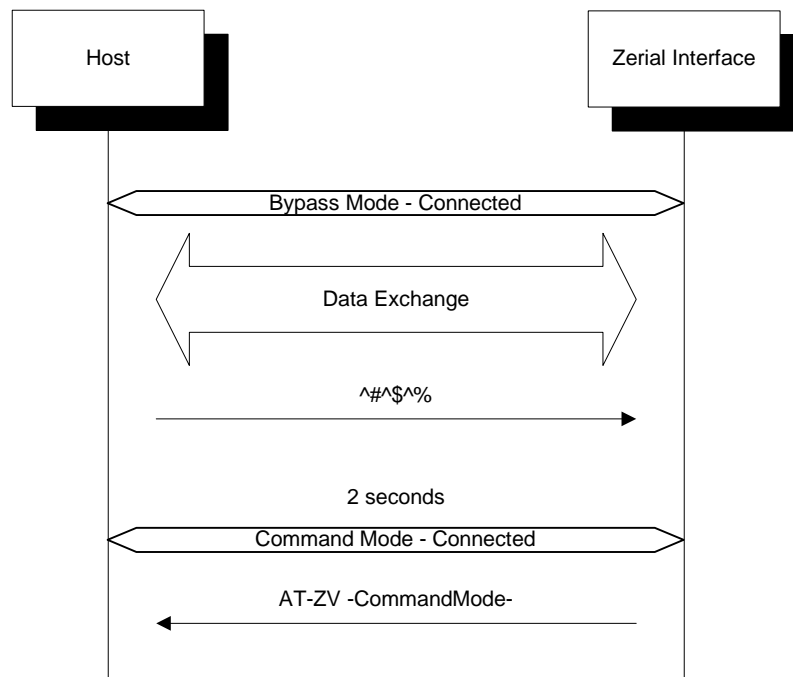 Host
Zerial Interface
Bypass Mode - Connected
Data Exchange
^#^$^%
2 seconds
Command Mode - Connected
AT-ZV -CommandMode-